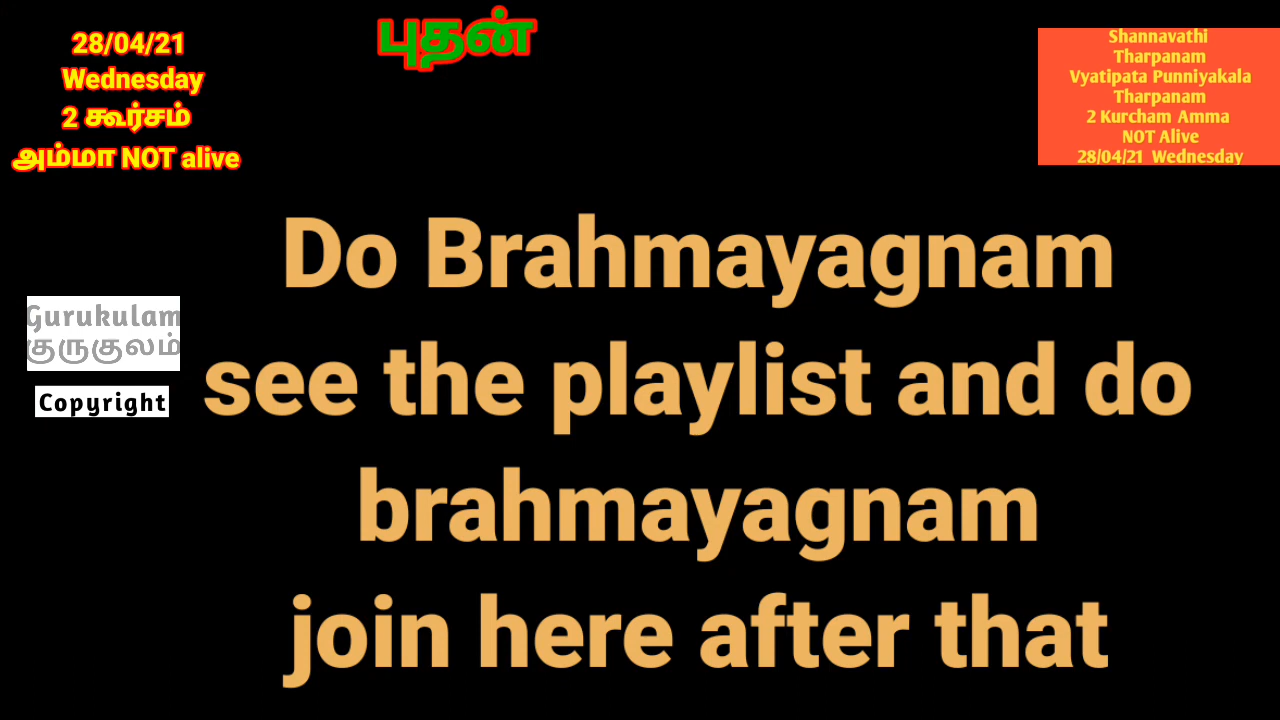 28/04/21
Wednesday
2 கூர்சம்
அம்மா NOT alive
புதன்
Shannavathi
Tharpanam
Vyatipata Punniyakala
Tharpanam
2 Kurcham Amma
NOT Alive
28/04/21 Wednesday
Gurukulam
குருகுலம்
Copyright
Do Brahmayagnam
see the playlist and do
brahmayagnam
join here after that